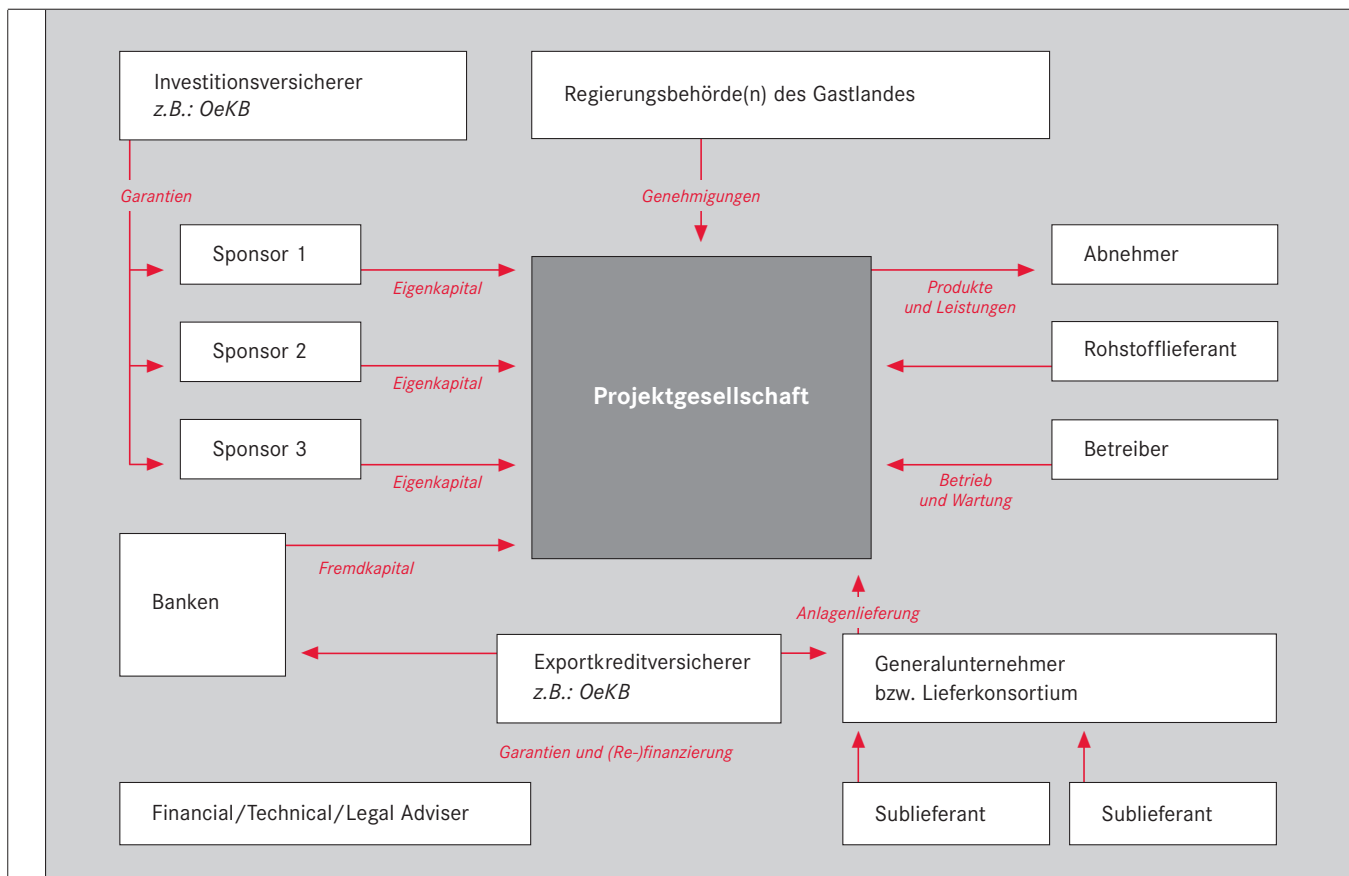 Investitionsversicherer
z.B.: OeKB
Regierungsbehörde(n) des Gastlandes
Garantien
Genehmigungen
Sponsor 1
Eigenkapital
Sponsor 2
Eigenkapital
Sponsor 3
Eigenkapital
Projektgesellschaft
Abnehmer
Produkte
und Leistungen
Rohstofflieferant
Betreiber
Betrieb
und Wartung
Banken
Fremdkapital
Anlagenlieferung
Exportkreditversicherer
z.B.: OeKB
Garantien und (Re-)finanzierung
Generalunternehmer
bzw. Lieferkonsortium
Financial/Technical/Legal Adviser
Sublieferant
Sublieferant